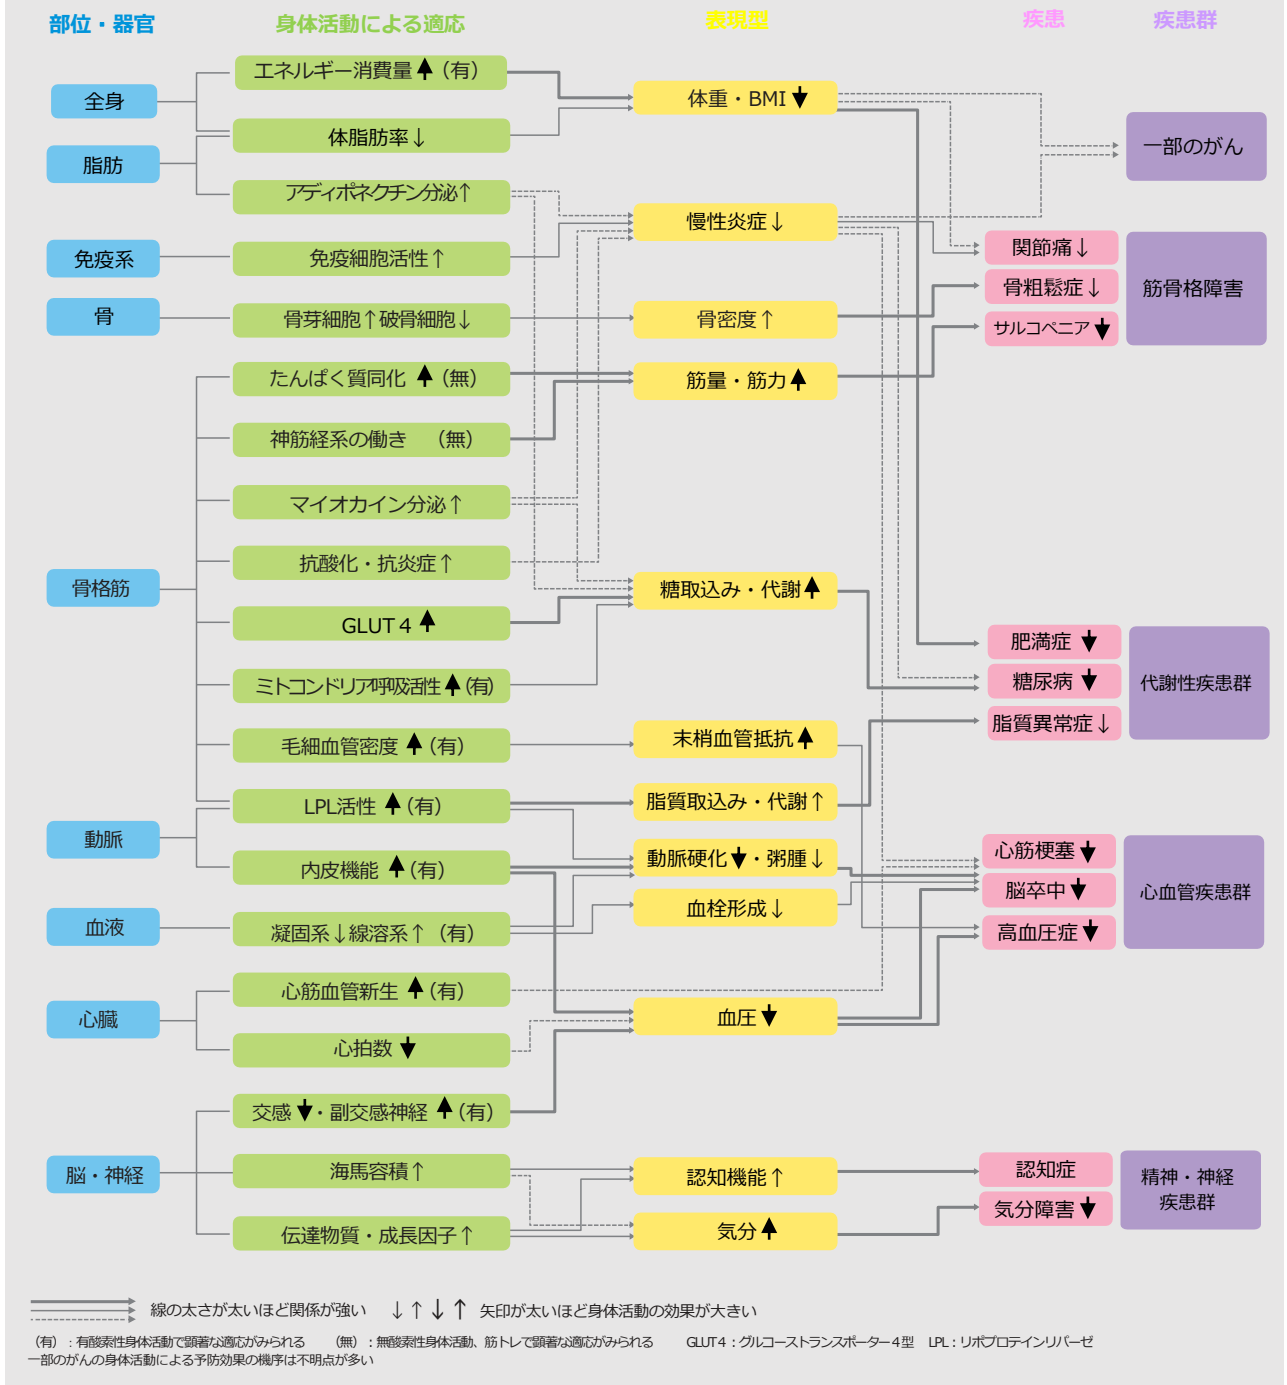 部位・器官
身体活動による適応
表現型
疾患
疾患群
全身
脂肪
免疫系
骨
骨格筋
動脈
血液
心臓
脳・神経
エネルギー消費量⬆(有)
体脂肪率↓
アディポネクチン分泌↑
免疫細胞活性↑
骨芽細胞↑破骨細胞↓
たんぱく質同化 ⬆(無)
神筋経系の働き (無)
マイオカイン分泌↑
抗酸化・抗炎症↑
GLUT4⬆
ミトコンドリア呼吸活性⬆(有)
毛細血管密度 ⬆(有)
LPL活性 ⬆(有)
内皮機能 ⬆(有)
凝固系↓線溶系↑(有)
心筋血管新生 ⬆(有)
心拍数⬇
交感⬇・副交感神経 ⬆(有)
海馬容積↑
伝達物質・成長因子↑
体重・BMI⬇
慢性炎症↓
骨密度↑
筋量・筋力⬆
糖取込み・代謝⬆
末梢血管抵抗⬆
脂質取込み・代謝↑
動脈硬化⬇・粥腫↓
血栓形成↓
血圧⬇
認知機能↑
気分⬆
関節痛↓
骨粗鬆症↓
サルコペニア⬇
肥満症 ⬇
糖尿病 ⬇
脂質異常症↓
心筋梗塞⬇
脳卒中⬇
高血圧症⬇
認知症
気分障害⬇
一部のがん
筋骨格障害
代謝性疾患群
心血管疾患群
精神・神経
疾患群
線の太さが太いほど関係が強い ↓↑⬇⬆ 矢印が太いほど身体活動の効果が大きい
(有):有酸素性身体活動で顕著な適応がみられる (無):無酸素性身体活動、筋トレで顕著な適応がみられる GLUT4:グルコーストランスポーター4型 LPL:リポプロテインリパーゼ
一部のがんの身体活動による予防効果の機序は不明点が多い